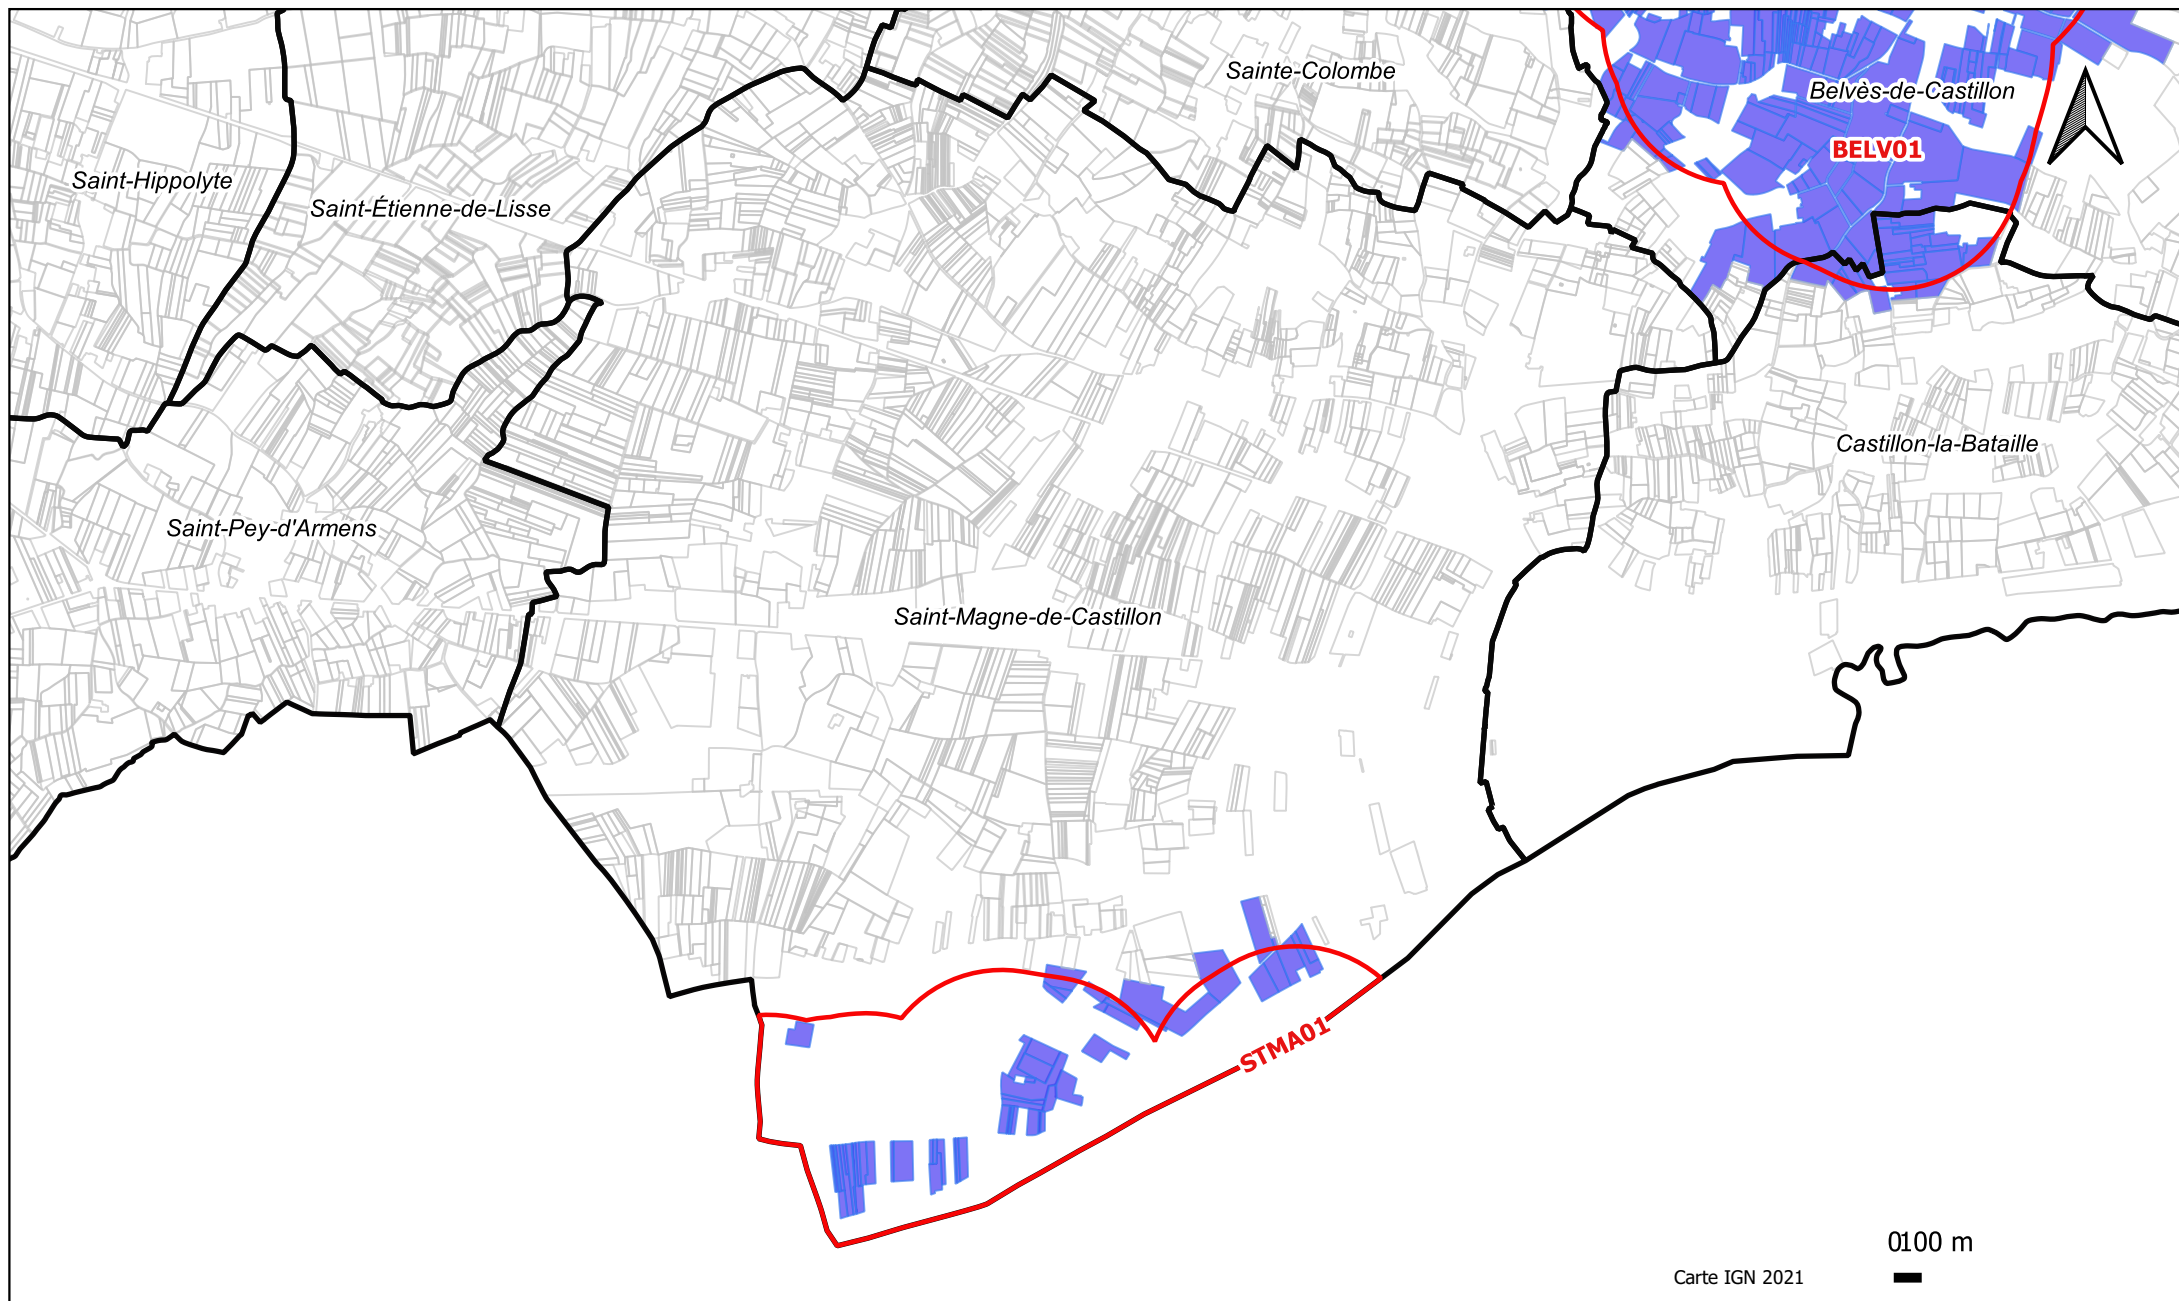 Sainte-Colombe
Belvès-de-Castillon
BELV01
Saint-Hippolyte
Saint-Étienne-de-Lisse
Castillon-la-Bataille
Saint-Pey-d'Armens
Saint-Magne-de-Castillon
STMA01
0100 m
Carte IGN 2021